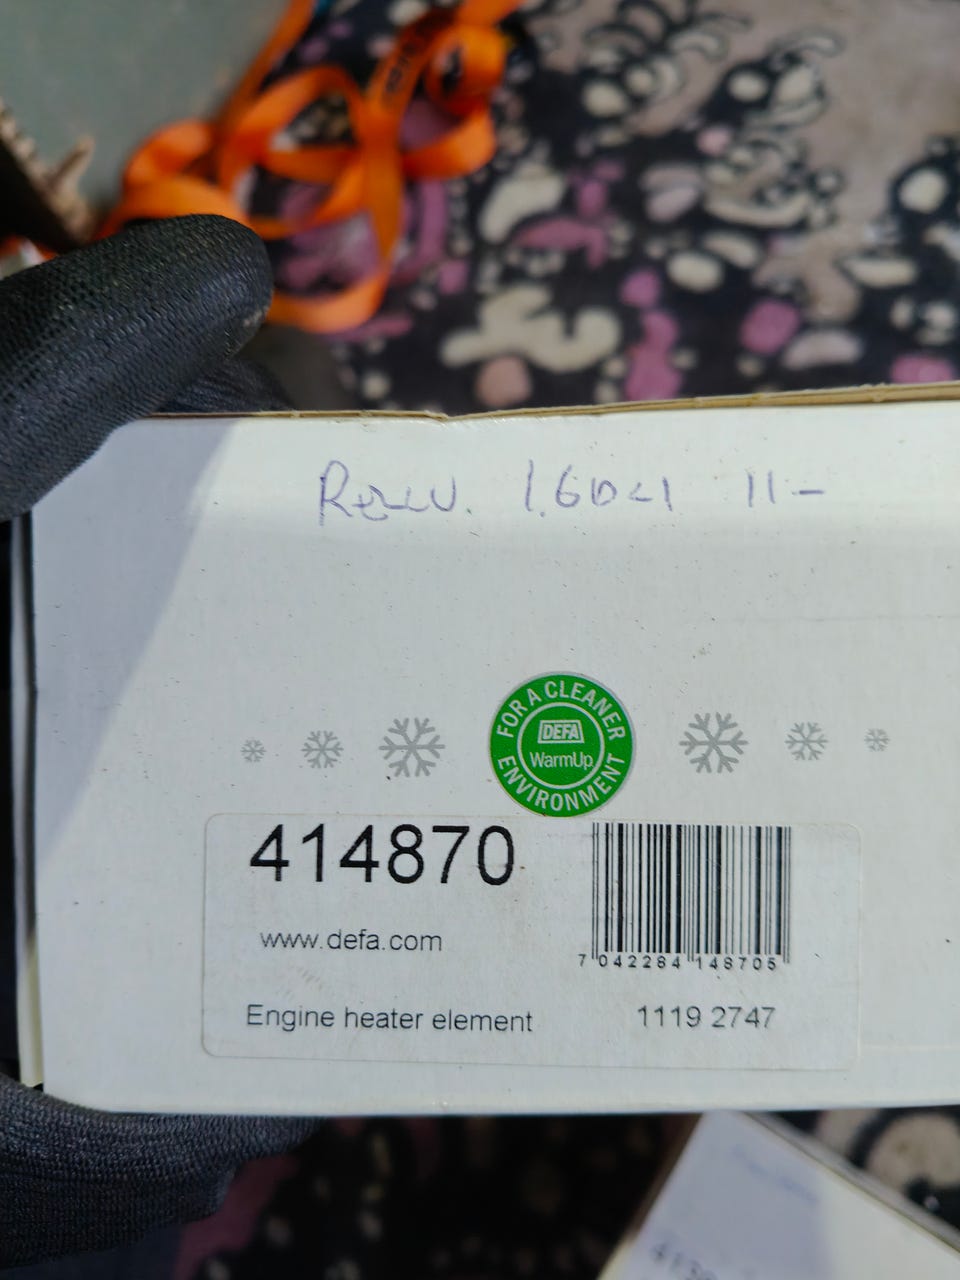 1.6DCI 11-
FOR A CLEANER
DEFA
WarmUp
ENVIRONMENT
414870
www.defa.com
7 042284 148705
Engine heater element
1119 2747